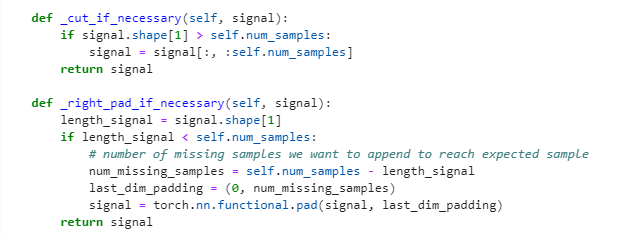 def _cut_if_necessary(self, signal):
    if signal.shape[1] > self.num_samples:
        signal = signal[:, :self.num_samples]
    return signal

def _right_pad_if_necessary(self, signal):
    length_signal = signal.shape[1]
    if length_signal < self.num_samples:
        # number of missing samples we want to append to reach expected sample
        num_missing_samples = self.num_samples - length_signal
        last_dim_padding = (0, num_missing_samples)
        signal = torch.nn.functional.pad(signal, last_dim_padding)
    return signal